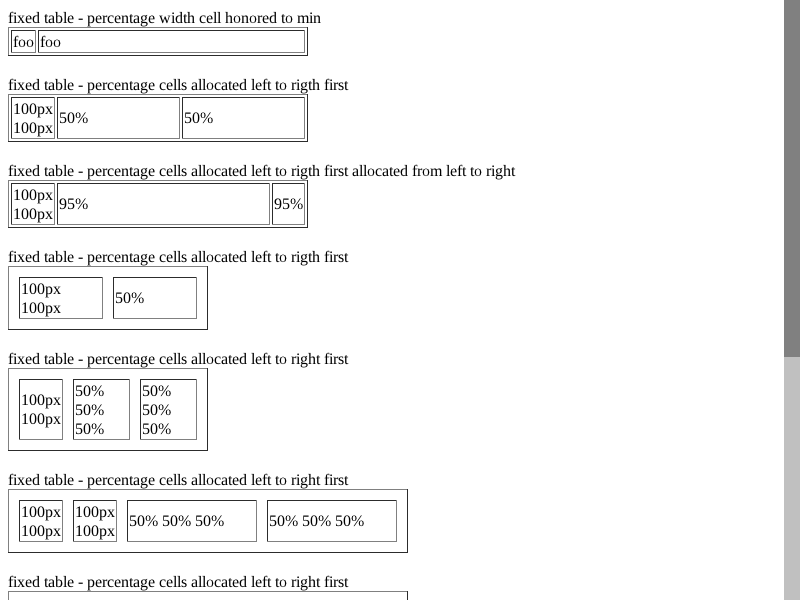 fixed table - percentage width cell honored to min
foo foo
fixed table - percentage cells allocated left to rigth first
100px
100px
50%
50%
fixed table - percentage cells allocated left to rigth first allocated from left to right
100px
100px
95%
95%
fixed table - percentage cells allocated left to rigth first
100px
100px
50%
fixed table - percentage cells allocated left to right first
100px
100px
50%
50%
50%
50%
50%
50%
fixed table - percentage cells allocated left to right first
100px
100px
100px
100px
50% 50% 50%
50% 50% 50%
fixed table - percentage cells allocated left to right first